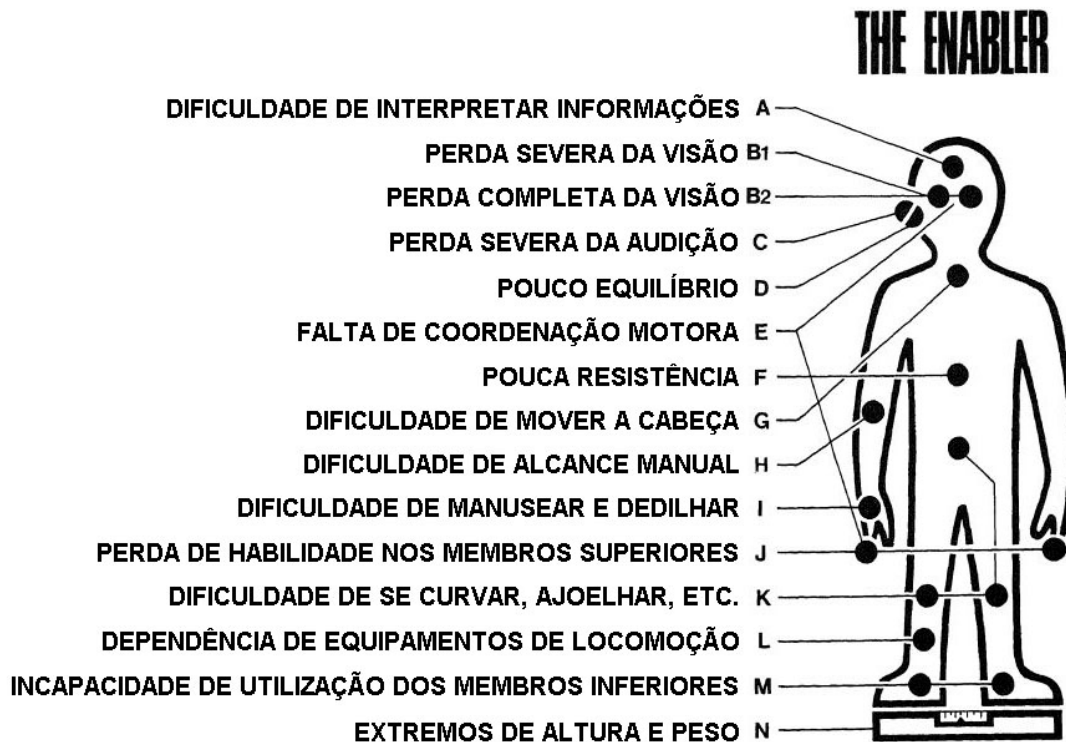 THE ENABLER
DIFICULDADE DE INTERPRETAR INFORMAÇÕES A
PERDA SEVERA DA VISÃO B1
PERDA COMPLETA DA VISÃO B2
PERDA SEVERA DA AUDIÇÃO C
POUCO EQUILÍBRIO D
FALTA DE COORDENAÇÃO MOTORA E
POUCA RESISTÊNCIA F
DIFICULDADE DE MOVER A CABEÇA G
DIFICULDADE DE ALCANCE MANUAL H
DIFICULDADE DE MANUSEAR E DEDILHAR I
PERDA DE HABILIDADE NOS MEMBROS SUPERIORES J
DIFICULDADE DE SE CURVAR, AJOELHAR, ETC. K
DEPENDÊNCIA DE EQUIPAMENTOS DE LOCOMOÇÃO L
INCAPACIDADE DE UTILIZAÇÃO DOS MEMBROS INFERIORES M
EXTREMOS DE ALTURA E PESO N